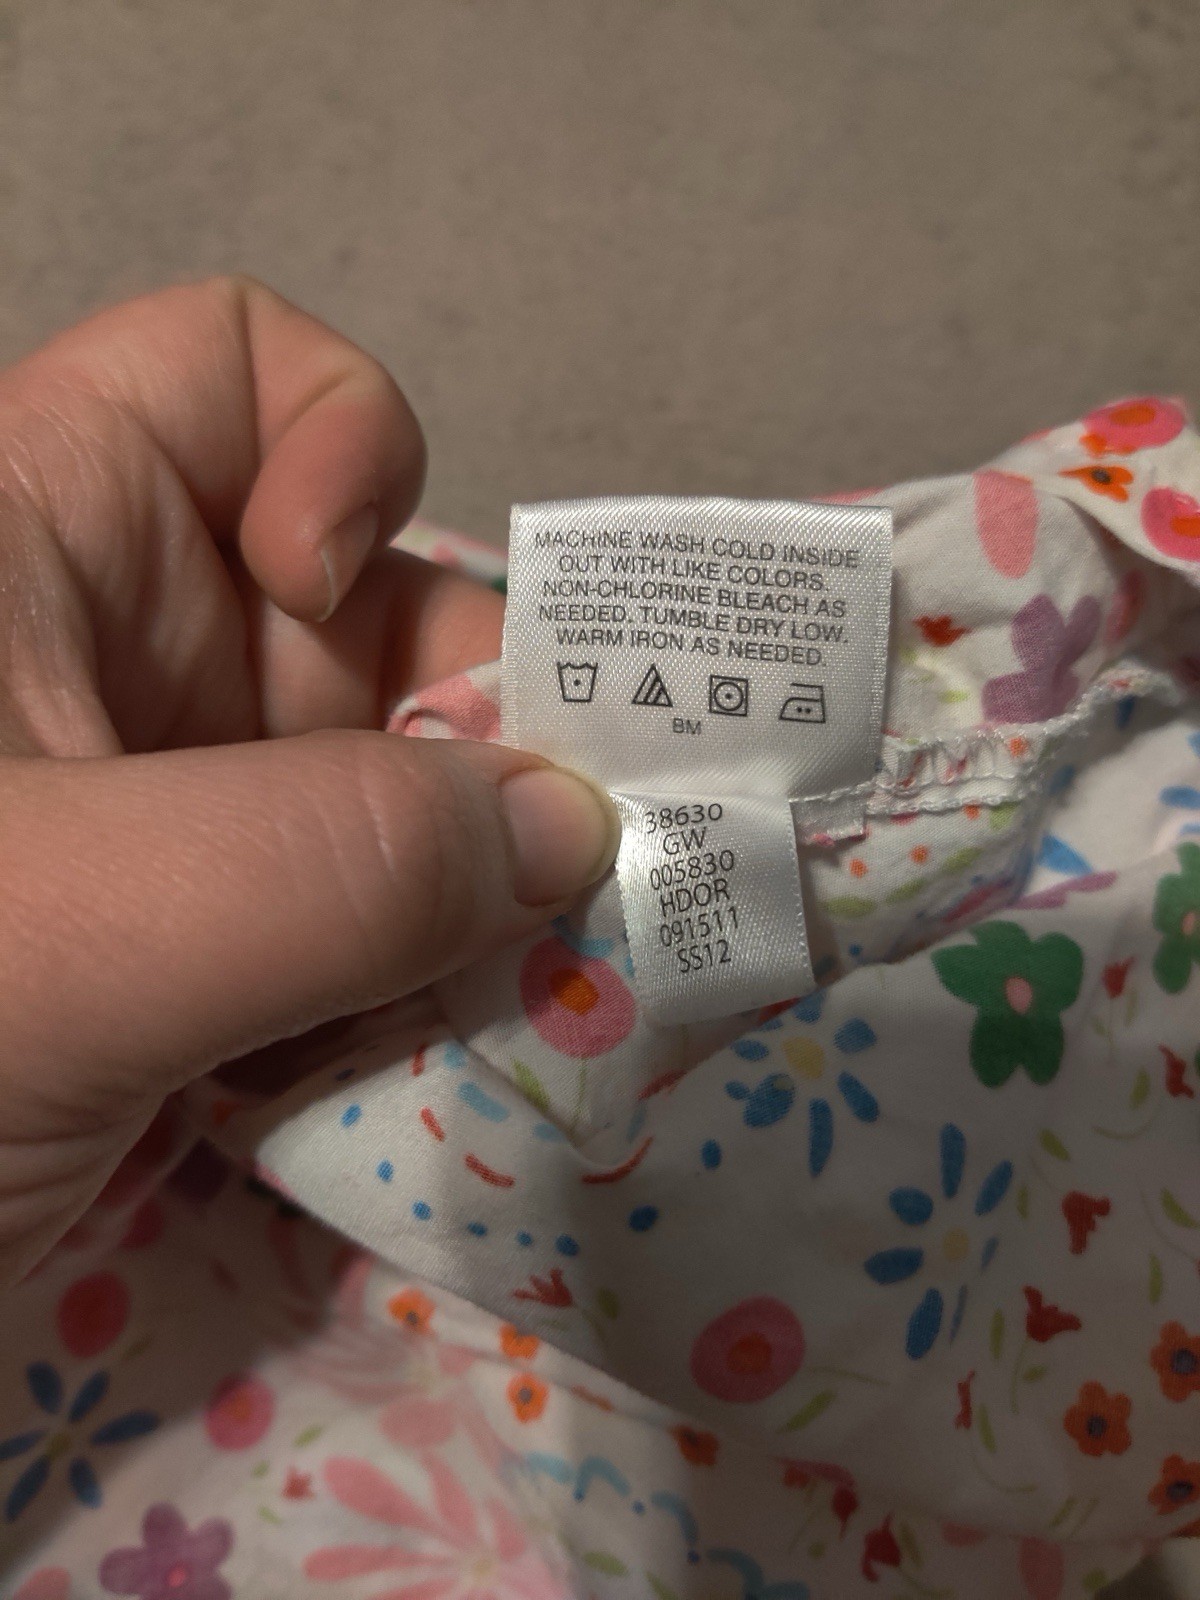 MACHINE WASH COLD INSIDE
OUT WITH LIKE COLORS.
NON-CHLORINE BLEACH AS
NEEDED. TUMBLE DRY LOW.
WARM IRON AS NEEDED.
BM
38630
GW
005830
HDOR
091511
SS12